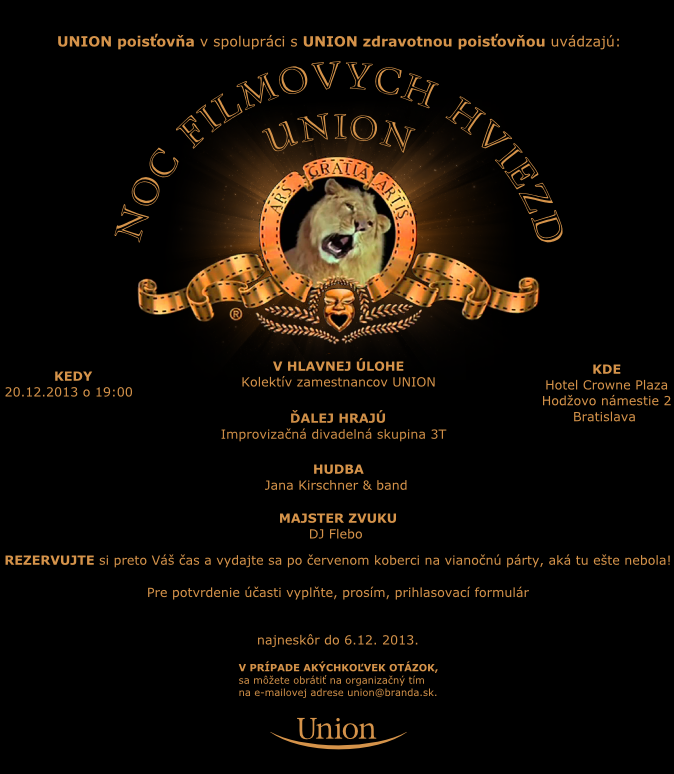 UNION poisťovňa v spolupráci s UNION zdravotnou poisťovňou uvádzajú:
NOC FILMOVYCH HVIEZD
UNION
ARS GRATIA ARTIS
®
KEDY
20.12.2013 o 19:00
V HLAVNEJ ÚLOHE
Kolektív zamestnancov UNION
KDE
Hotel Crowne Plaza
Hodžovo námestie 2
Bratislava
ĎALEJ HRAJÚ
Improvizačná divadelná skupina 3T
HUDBA
Jana Kirschner & band
MAJSTER ZVUKU
DJ Flebo
REZERVUJTE si preto Váš čas a vydajte sa po červenom koberci na vianočnú párty, aká tu ešte nebola!
Pre potvrdenie účasti vyplňte, prosím, prihlasovací formulár
najneskôr do 6.12. 2013.
V PRÍPADE AKÝCHKOĽVEK OTÁZOK,
sa môžete obrátiť na organizačný tím
na e-mailovej adrese union@branda.sk.
Union